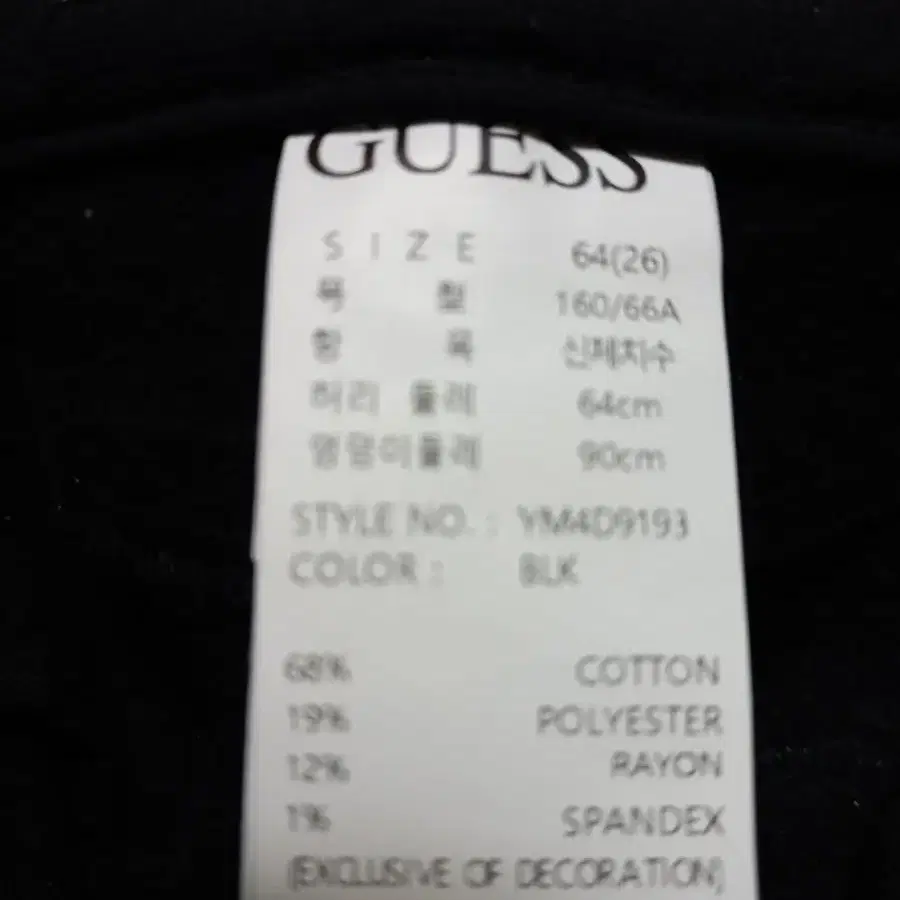 GUESS
SIZE 64(26)
호 칭 160/66A
항 목 신체치수
허리 둘레 64cm
엉덩이둘레 90cm
STYLE NO. : YM4D9193
COLOR : BLK
68% COTTON
19% POLYESTER
12% RAYON
1% SPANDEX
(EXCLUSIVE OF DECORATION)